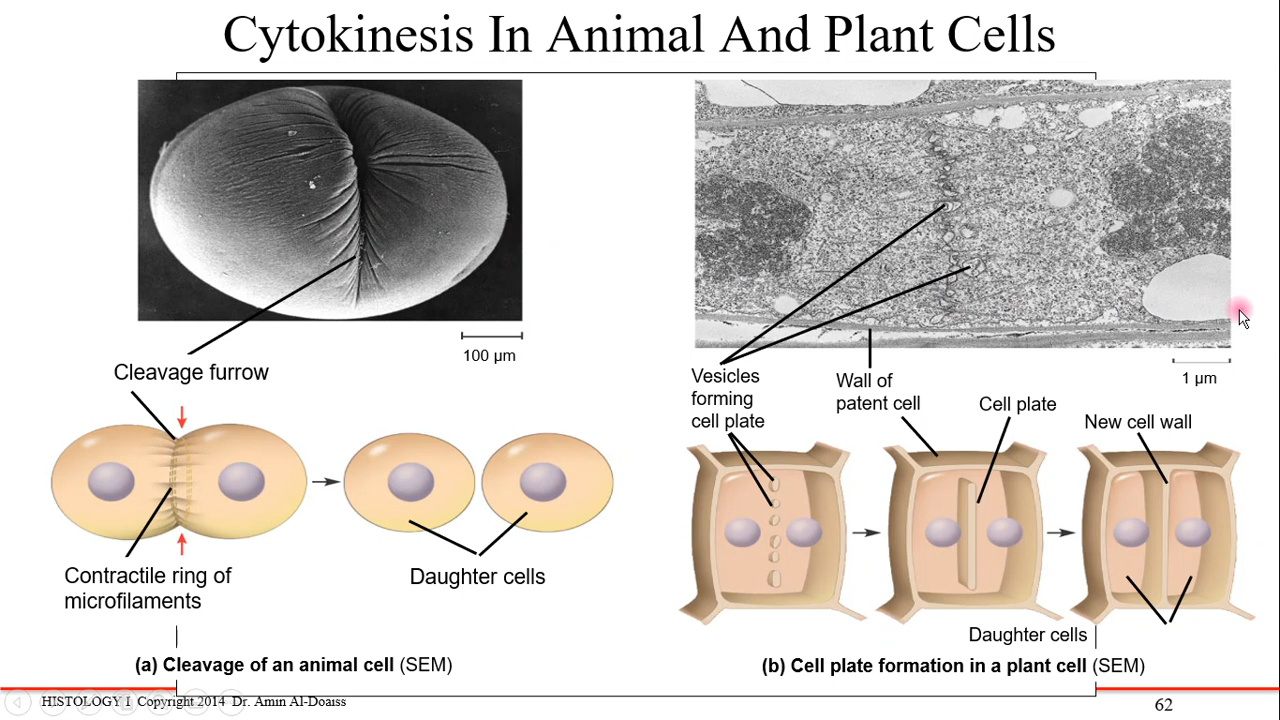 Cytokinesis In Animal And Plant Cells
100 µm
1 µm
Cleavage furrow
Contractile ring of
microfilaments
Daughter cells
(a) Cleavage of an animal cell (SEM)
Vesicles
forming
cell plate
Wall of
patent cell
Cell plate
New cell wall
Daughter cells
(b) Cell plate formation in a plant cell (SEM)
HISTOLOGY I Copyright 2014 Dr. Amin Al-Doaiss
62